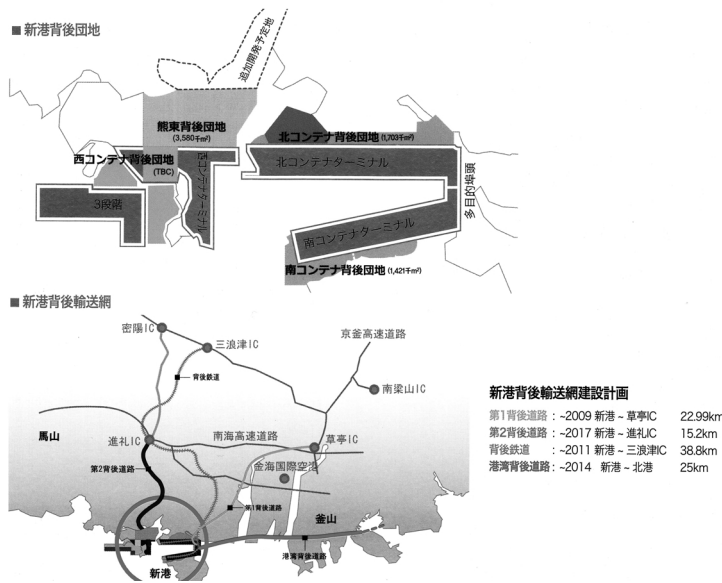 ■ 新港背後団地
追加開発予定地
熊東背後団地
(3,580千㎡)
北コンテナ背後団地 (1,703千㎡)
西コンテナ背後団地
(TBC)
北コンテナターミナル
西コンテナターミナル
3段階
多目的埠頭
南コンテナターミナル
南コンテナ背後団地 (1,421千㎡)
■ 新港背後輸送網
密陽IC
三浪津IC
京釜高速道路
背後鉄道
南梁山IC
馬山
進礼IC
南海高速道路
草亭IC
第2背後道路
金海国際空港
第1背後道路
釜山
港湾背後道路
新港
新港背後輸送網建設計画
第1背後道路 : ~2009 新港 ~ 草亭IC 22.99km
第2背後道路 : ~2017 新港 ~ 進礼IC 15.2km
背後鉄道 : ~2011 新港 ~ 三浪津IC 38.8km
港湾背後道路 : ~2014 新港 ~ 北港 25km